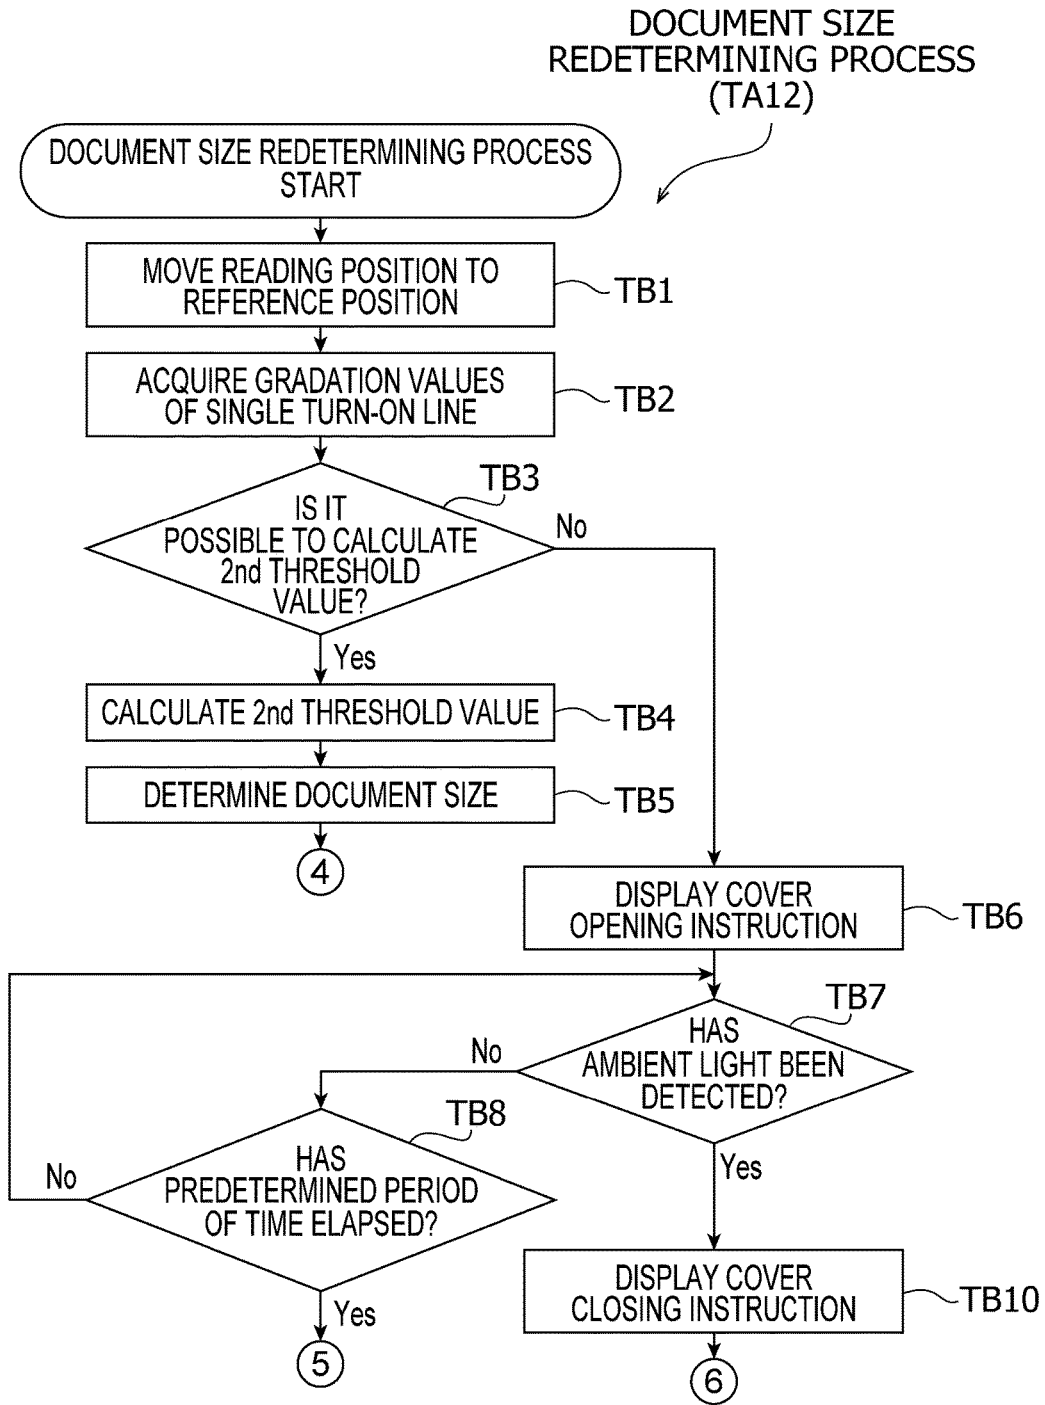 DOCUMENT SIZE
REDETERMINING PROCESS
(TA12)
DOCUMENT SIZE REDETERMINING PROCESS
START
MOVE READING POSITION TO
REFERENCE POSITION
TB1
ACQUIRE GRADATION VALUES
OF SINGLE TURN-ON LINE
TB2
TB3
IS IT
POSSIBLE TO CALCULATE
2nd THRESHOLD
VALUE?
No
Yes
CALCULATE 2nd THRESHOLD VALUE
TB4
DETERMINE DOCUMENT SIZE
TB5
4
DISPLAY COVER
OPENING INSTRUCTION
TB6
TB7
HAS
AMBIENT LIGHT BEEN
DETECTED?
No
Yes
TB8
HAS
PREDETERMINED PERIOD
OF TIME ELAPSED?
No
Yes
5
DISPLAY COVER
CLOSING INSTRUCTION
TB10
6